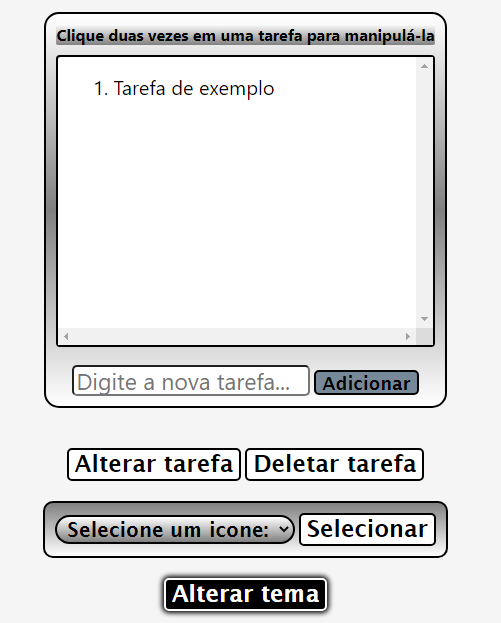 Clique duas vezes em uma tarefa para manipulá-la
1. Tarefa de exemplo
Digite a nova tarefa... Adicionar
Alterar tarefa Deletar tarefa
Selecione um icone: Selecionar
Alterar tema